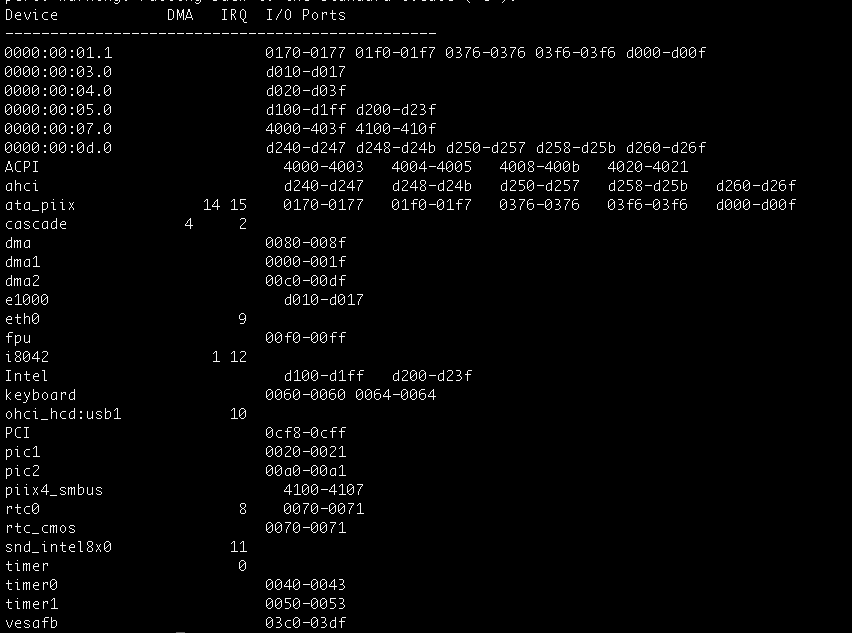 Device DMA IRQ I/O Ports
------------------------------------------------
0000:00:01.1 0170-0177 01f0-01f7 0376-0376 03f6-03f6 d000-d00f
0000:00:03.0 d010-d017
0000:00:04.0 d020-d03f
0000:00:05.0 d100-d1ff d200-d23f
0000:00:07.0 4000-403f 4100-410f
0000:00:0d.0 d240-d247 d248-d24b d250-d257 d258-d25b d260-d26f
ACPI 4000-4003 4004-4005 4008-400b 4020-4021
ahci d240-d247 d248-d24b d250-d257 d258-d25b d260-d26f
ata_piix 14 15 0170-0177 01f0-01f7 0376-0376 03f6-03f6 d000-d00f
cascade 4 2
dma 0080-008f
dma1 0000-001f
dma2 00c0-00df
e1000 d010-d017
eth0 9
fpu 00f0-00ff
i8042 1 12
Intel d100-d1ff d200-d23f
keyboard 0060-0060 0064-0064
ohci_hcd:usb1 10
PCI 0cf8-0cff
pic1 0020-0021
pic2 00a0-00a1
piix4_smbus 4100-4107
rtc0 8 0070-0071
rtc_cmos 0070-0071
snd_intel8x0 11
timer 0
timer0 0040-0043
timer1 0050-0053
vesafb 03c0-03df